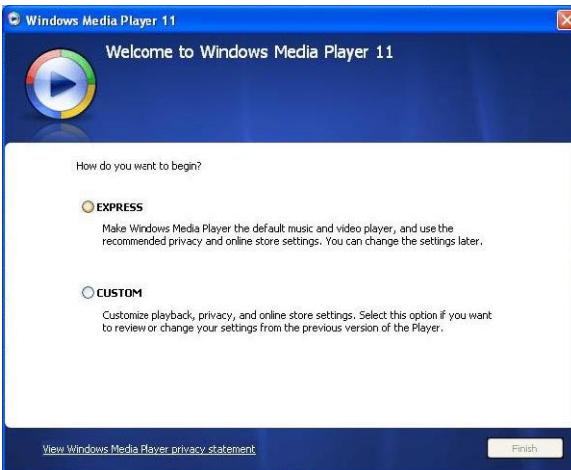 Windows Media Player 11
Welcome to Windows Media Player 11
How do you want to begin?
EXPRESS
Make Windows Media Player the default music and video player, and use the
recommended privacy and online store settings. You can change the settings later.
CUSTOM
Customize playback, privacy, and online store settings. Select this option if you want
to review or change your settings from the previous version of the Player.
View Windows Media Player privacy statement
Finish